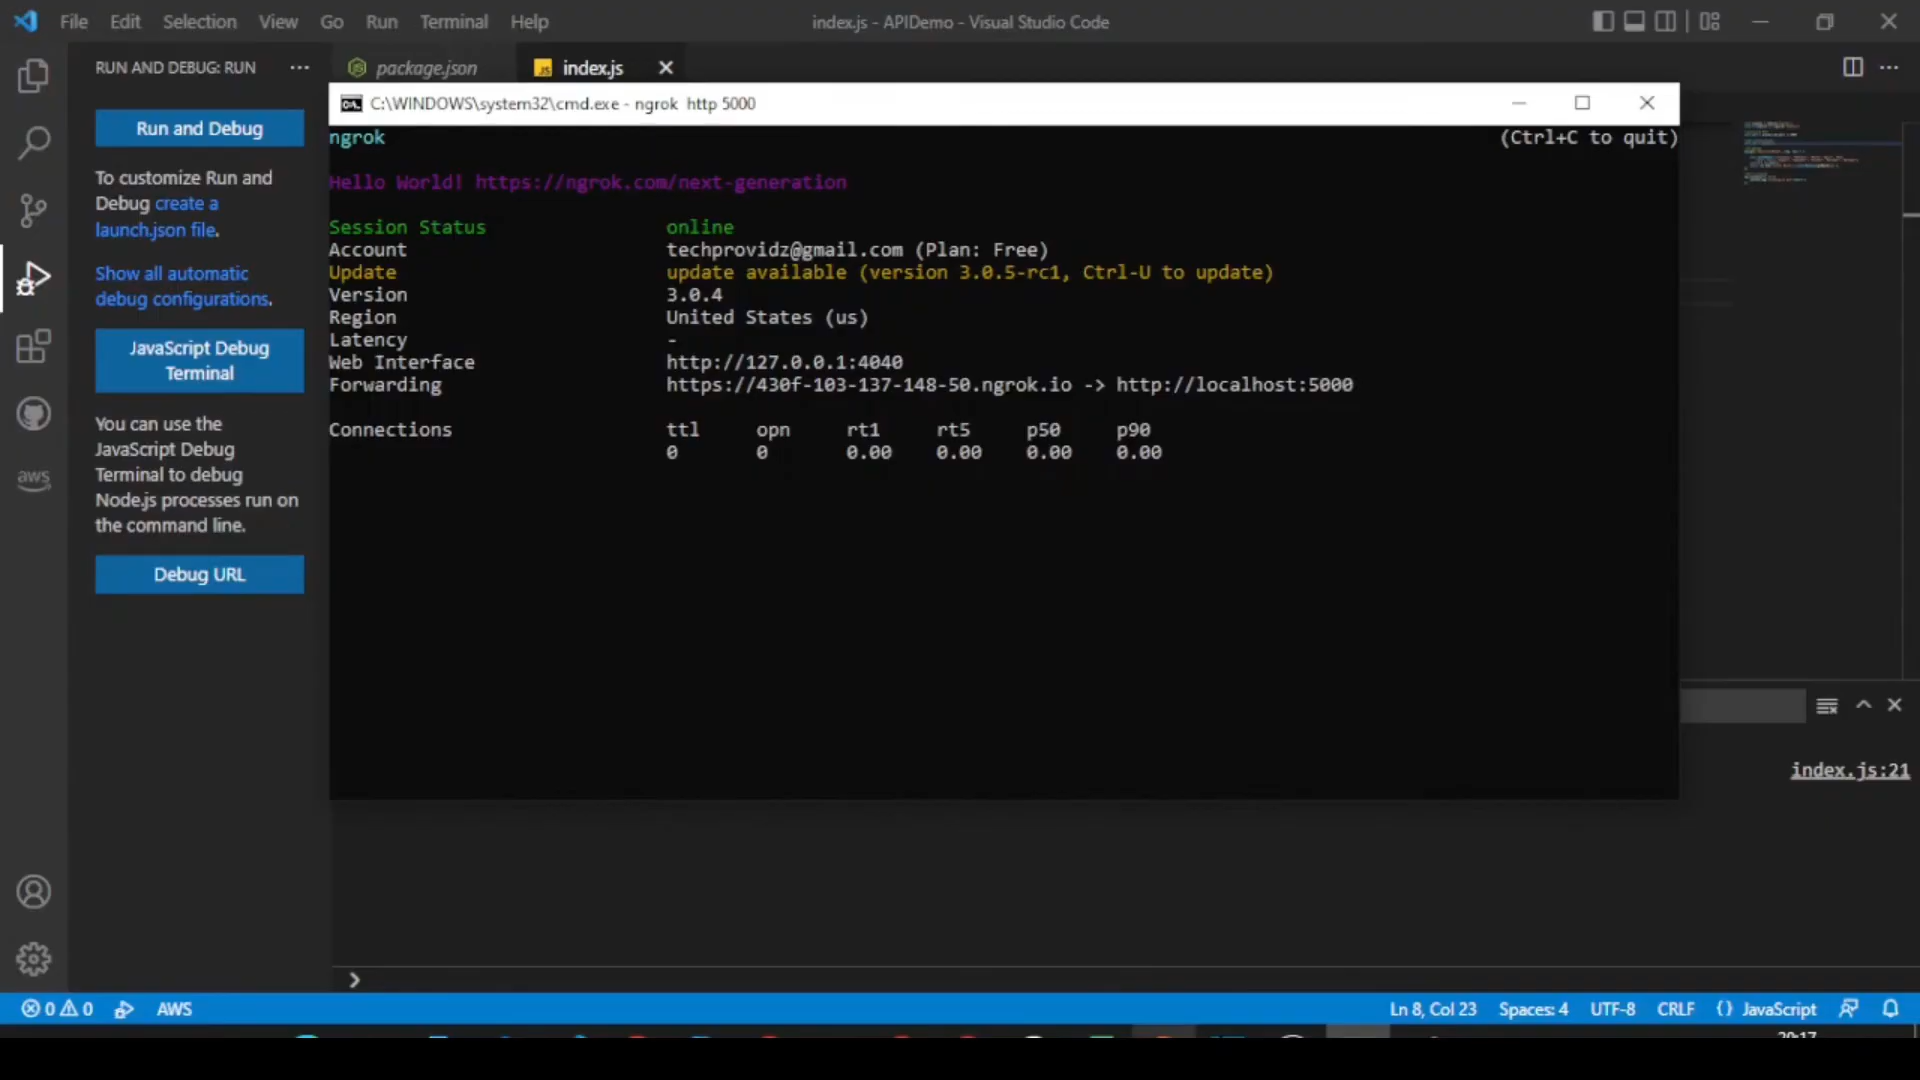 File Edit Selection View Go Run Terminal Help
index.js - APIDemo - Visual Studio Code
RUN AND DEBUG: RUN
package.json
index.js
Run and Debug
To customize Run and
Debug create a
launch.json file.
Show all automatic
debug configurations.
JavaScript Debug
Terminal
You can use the
JavaScript Debug
Terminal to debug
Node.js processes run on
the command line.
Debug URL
aws
C:\WINDOWS\system32\cmd.exe - ngrok http 5000
ngrok (Ctrl+C to quit)
Hello World! https://ngrok.com/next-generation
Session Status online
Account techprovidz@gmail.com (Plan: Free)
Update update available (version 3.0.5-rc1, Ctrl-U to update)
Version 3.0.4
Region United States (us)
Latency -
Web Interface http://127.0.0.1:4040
Forwarding https://430f-103-137-148-50.ngrok.io -> http://localhost:5000
Connections ttl opn rt1 rt5 p50 p90
0 0 0.00 0.00 0.00 0.00
index.js:21
0 0 AWS
Ln 8, Col 23 Spaces: 4 UTF-8 CRLF {} JavaScript